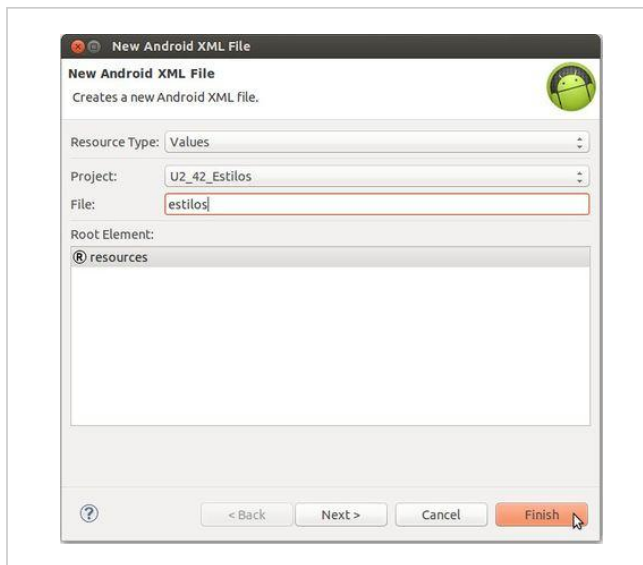 New Android XML File
New Android XML File
Creates a new Android XML file.
Resource Type: Values
Project: U2_42_Estilos
File: estilos
Root Element:
R resources
?
< Back Next > Cancel Finish